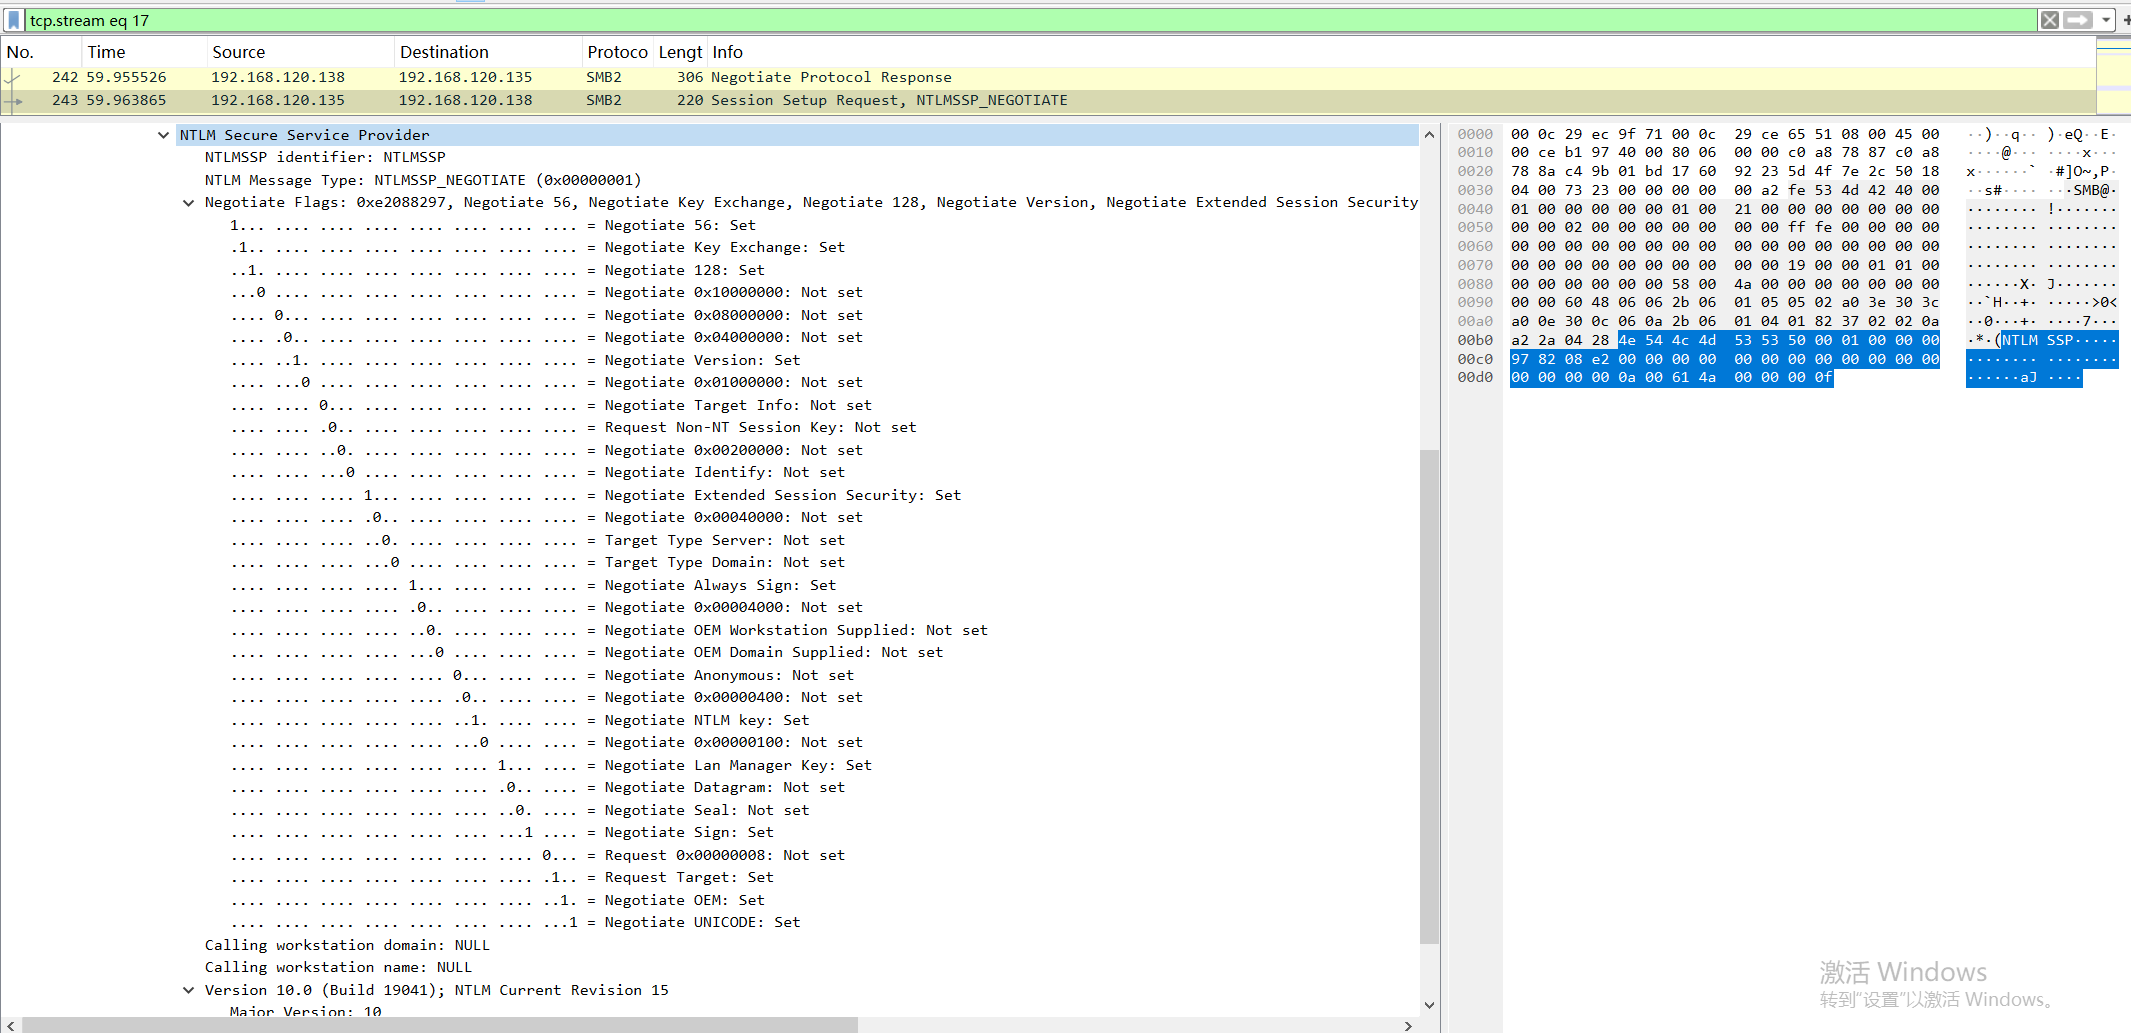 tcp.stream eq 17
No. Time Source Destination Protoco Lengt Info
242 59.955526 192.168.120.138 192.168.120.135 SMB2 306 Negotiate Protocol Response
243 59.963865 192.168.120.135 192.168.120.138 SMB2 220 Session Setup Request, NTLMSSP_NEGOTIATE
NTLM Secure Service Provider
NTLMSSP identifier: NTLMSSP
NTLM Message Type: NTLMSSP_NEGOTIATE (0x00000001)
Negotiate Flags: 0xe2088297, Negotiate 56, Negotiate Key Exchange, Negotiate 128, Negotiate Version, Negotiate Extended Session Security
1... .... .... .... .... .... .... .... = Negotiate 56: Set
.1.. .... .... .... .... .... .... .... = Negotiate Key Exchange: Set
..1. .... .... .... .... .... .... .... = Negotiate 128: Set
...0 .... .... .... .... .... .... .... = Negotiate 0x10000000: Not set
.... 0... .... .... .... .... .... .... = Negotiate 0x08000000: Not set
.... .0.. .... .... .... .... .... .... = Negotiate 0x04000000: Not set
.... ..1. .... .... .... .... .... .... = Negotiate Version: Set
.... ...0 .... .... .... .... .... .... = Negotiate 0x01000000: Not set
.... .... 0... .... .... .... .... .... = Negotiate Target Info: Not set
.... .... .0.. .... .... .... .... .... = Request Non-NT Session Key: Not set
.... .... ..0. .... .... .... .... .... = Negotiate 0x00200000: Not set
.... .... ...0 .... .... .... .... .... = Negotiate Identify: Not set
.... .... .... 1... .... .... .... .... = Negotiate Extended Session Security: Set
.... .... .... .0.. .... .... .... .... = Negotiate 0x00040000: Not set
.... .... .... ..0. .... .... .... .... = Target Type Server: Not set
.... .... .... ...0 .... .... .... .... = Target Type Domain: Not set
.... .... .... .... 1... .... .... .... = Negotiate Always Sign: Set
.... .... .... .... .0.. .... .... .... = Negotiate 0x00004000: Not set
.... .... .... .... ..0. .... .... .... = Negotiate OEM Workstation Supplied: Not set
.... .... .... .... ...0 .... .... .... = Negotiate OEM Domain Supplied: Not set
.... .... .... .... .... 0... .... .... = Negotiate Anonymous: Not set
.... .... .... .... .... .0.. .... .... = Negotiate 0x00000400: Not set
.... .... .... .... .... ..1. .... .... = Negotiate NTLM key: Set
.... .... .... .... .... ...0 .... .... = Negotiate 0x00000100: Not set
.... .... .... .... .... .... 1... .... = Negotiate Lan Manager Key: Set
.... .... .... .... .... .... .0.. .... = Negotiate Datagram: Not set
.... .... .... .... .... .... ..0. .... = Negotiate Seal: Not set
.... .... .... .... .... .... ...1 .... = Negotiate Sign: Set
.... .... .... .... .... .... .... 0... = Request 0x00000008: Not set
.... .... .... .... .... .... .... .1.. = Request Target: Set
.... .... .... .... .... .... .... ..1. = Negotiate OEM: Set
.... .... .... .... .... .... .... ...1 = Negotiate UNICODE: Set
Calling workstation domain: NULL
Calling workstation name: NULL
Version 10.0 (Build 19041); NTLM Current Revision 15
Major Version: 10
0000 00 0c 29 ec 9f 71 00 0c 29 ce 65 51 08 00 45 00 ··)··q·· )·eQ··E·
0010 00 ce b1 97 40 00 80 06 00 00 c0 a8 78 87 c0 a8 ····@··· ····x···
0020 78 8a c4 9b 01 bd 17 60 92 23 5d 4f 7e 2c 50 18 x······` ·#]O~,P·
0030 04 00 73 23 00 00 00 00 00 a2 fe 53 4d 42 40 00 ··s#···· ···SMB@·
0040 01 00 00 00 00 00 01 00 21 00 00 00 00 00 00 00 ········ !·······
0050 00 00 02 00 00 00 00 00 00 00 ff fe 00 00 00 00 ········ ········
0060 00 00 00 00 00 00 00 00 00 00 00 00 00 00 00 00 ········ ········
0070 00 00 00 00 00 00 00 00 00 00 19 00 00 01 01 00 ········ ········
0080 00 00 00 00 00 00 58 00 4a 00 00 00 00 00 00 00 ······X· J·······
0090 00 00 60 48 06 06 2b 06 01 05 05 02 a0 3e 30 3c ··`H··+· ·····>0<
00a0 a0 0e 30 0c 06 0a 2b 06 01 04 01 82 37 02 02 0a ··0···+· ····7···
00b0 a2 2a 04 28 4e 54 4c 4d 53 53 50 00 01 00 00 00 ·*·(NTLM SSP·····
00c0 97 82 08 e2 00 00 00 00 00 00 00 00 00 00 00 00 ········ ········
00d0 00 00 00 00 0a 00 61 4a 00 00 00 0f ······aJ ····
激活 Windows
转到"设置"以激活 Windows。